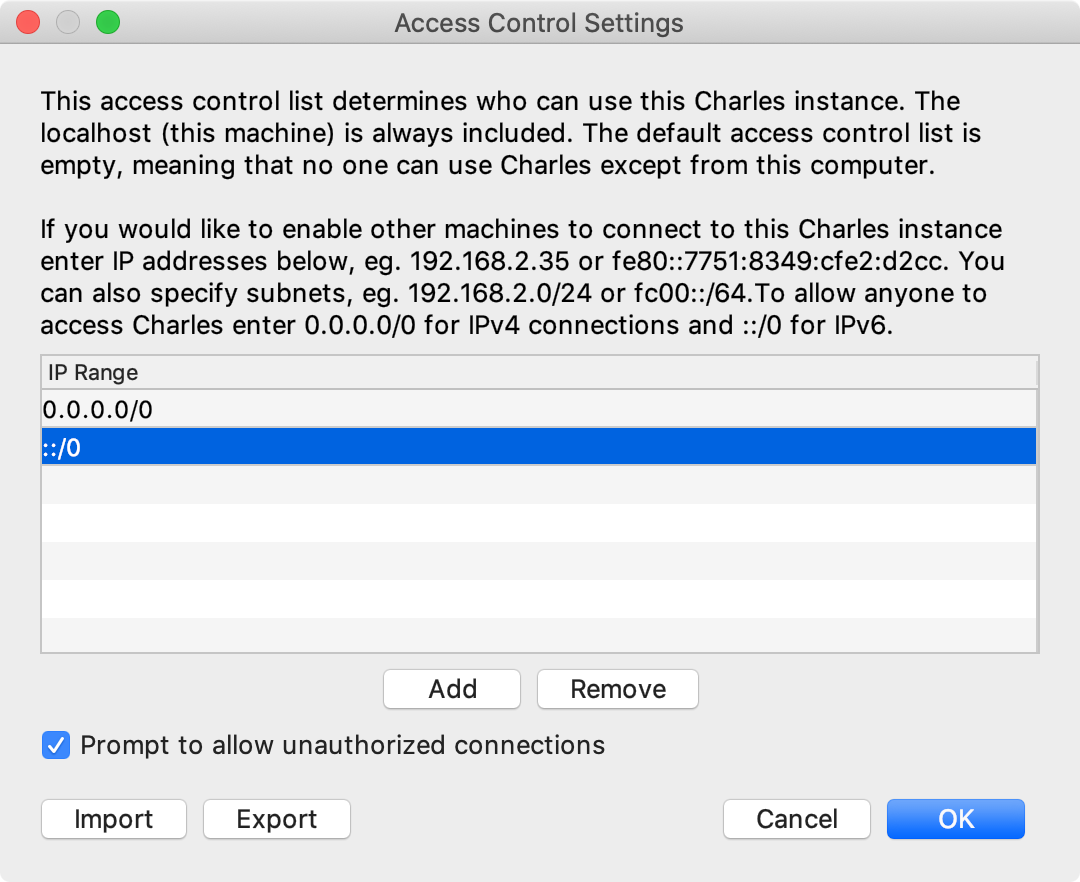 Access Control Settings
This access control list determines who can use this Charles instance. The
localhost (this machine) is always included. The default access control list is
empty, meaning that no one can use Charles except from this computer.
If you would like to enable other machines to connect to this Charles instance
enter IP addresses below, eg. 192.168.2.35 or fe80::7751:8349:cfe2:d2cc. You
can also specify subnets, eg. 192.168.2.0/24 or fc00::/64.To allow anyone to
access Charles enter 0.0.0.0/0 for IPv4 connections and ::/0 for IPv6.
IP Range
0.0.0.0/0
::/0
Add Remove
Prompt to allow unauthorized connections
Import Export Cancel OK